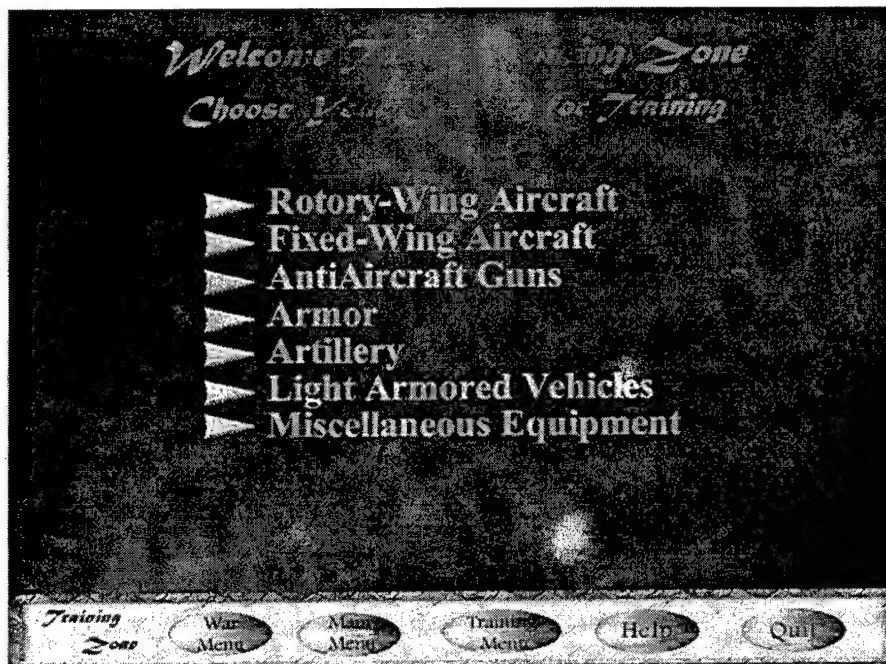 Welcome Zone
Choose for Training
Rotory-Wing Aircraft
Fixed-Wing Aircraft
AntiAircraft Guns
Armor
Artillery
Light Armored Vehicles
Miscellaneous Equipment
Training Zone
War Menu
Main Menu
Training Menu
Help
Quit